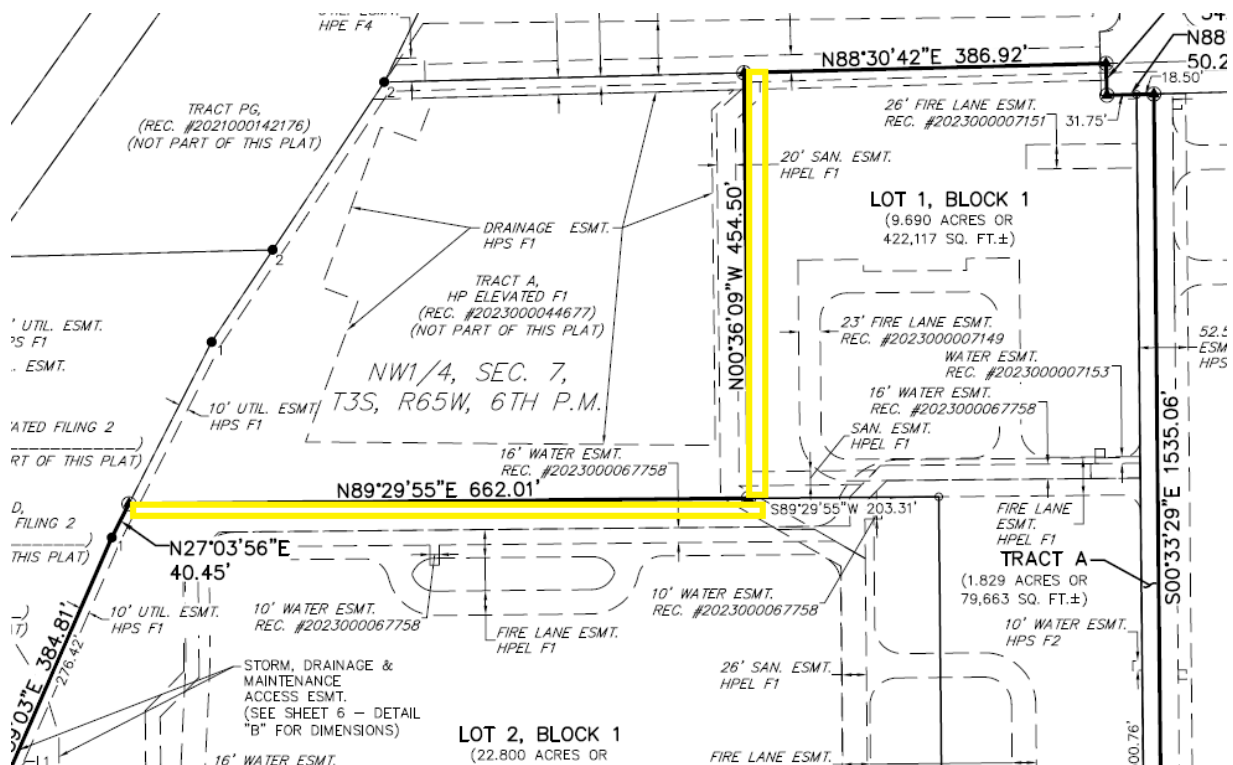 HPE F4
N88°30'42"E 386.92'
N88
50.2
18.50'
TRACT PG,
(REC. #2021000142176)
(NOT PART OF THIS PLAT)
26' FIRE LANE ESMT.
REC. #2023000007151
31.75'
20' SAN. ESMT.
HPEL F1
LOT 1, BLOCK 1
(9.690 ACRES OR
422,117 SQ. FT.±)
DRAINAGE ESMT.
HPS F1
N00°36'09"W 454.50'
2
2
TRACT A,
HP ELEVATED F1
(REC. #2023000044677)
(NOT PART OF THIS PLAT)
' UTIL. ESMT.
PS F1
. ESMT.
23' FIRE LANE ESMT.
REC. #2023000007149
52.5
ESM
HPS
1
NW1/4, SEC. 7,
T3S, R65W, 6TH P.M.
WATER ESMT.
REC. #2023000007153
16' WATER ESMT.
REC. #2023000067758
10' UTIL. ESMT.
HPS F1
SAN. ESMT.
HPEL F1
ATED FILING 2
RT OF THIS PLAT)
16' WATER ESMT.
REC. #2023000067758
S00°33'29"E 1535.06'
N89°29'55"E 662.01'
S89°29'55"W 203.31'
FIRE LANE
ESMT.
HPEL F1
D,
FILING 2
THIS PLAT)
1
N27°03'56"E
40.45'
TRACT A
(1.829 ACRES OR
79,663 SQ. FT.±)
10' UTIL. ESMT.
HPS F1
10' WATER ESMT.
REC. #2023000067758
10' WATER ESMT.
REC. #2023000067758
10' WATER ESMT.
HPS F2
FIRE LANE ESMT.
HPEL F1
39'03"E 384.81'
276.42'
STORM, DRAINAGE &
MAINTENANCE
ACCESS ESMT.
(SEE SHEET 6 – DETAIL
"B" FOR DIMENSIONS)
26' SAN. ESMT.
HPEL F1
LOT 2, BLOCK 1
(22.800 ACRES OR
00.76'
L1
16' WATER ESMT.
FIRE LANE ESMT.